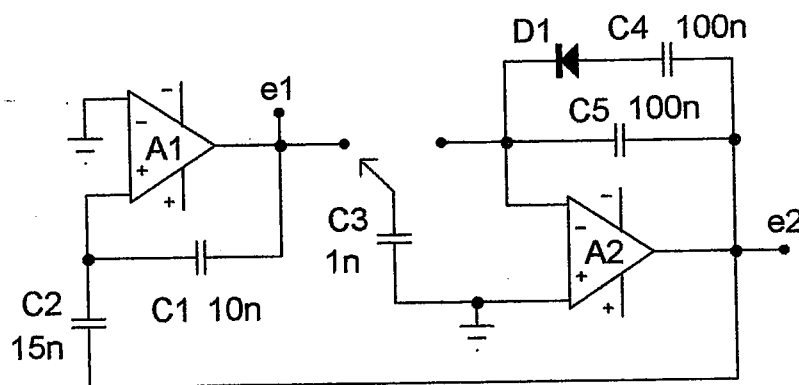 D1 C4 100n
e1
C5 100n
- -
A1
+ +
C3
1n
- -
A2
+ +
e2
C2
15n
C1 10n